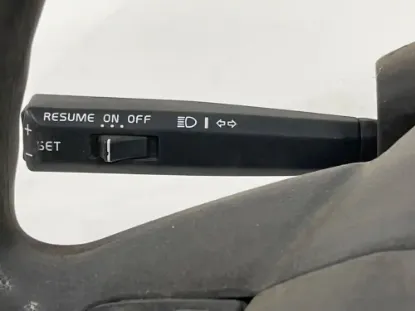 RESUME ON OFF
+
- SET